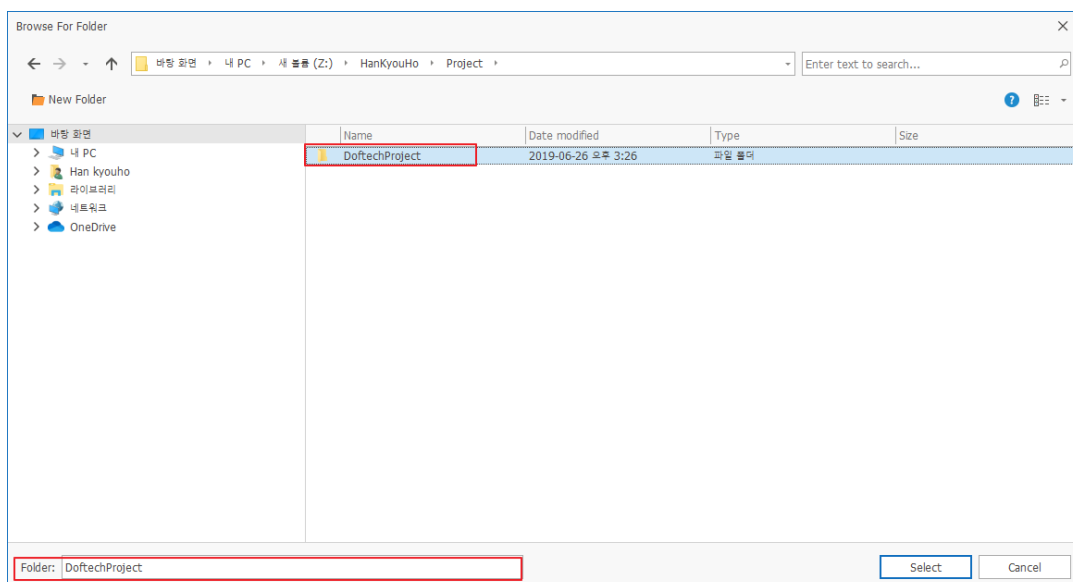 Browse For Folder
바탕 화면 내 PC 새 볼륨 (Z:) HanKyouHo Project
Enter text to search...
New Folder
바탕 화면
내 PC
Han kyouho
라이브러리
네트워크
OneDrive
Name Date modified Type Size
DoftechProject 2019-06-26 오후 3:26 파일 폴더
Folder: DoftechProject
Select Cancel